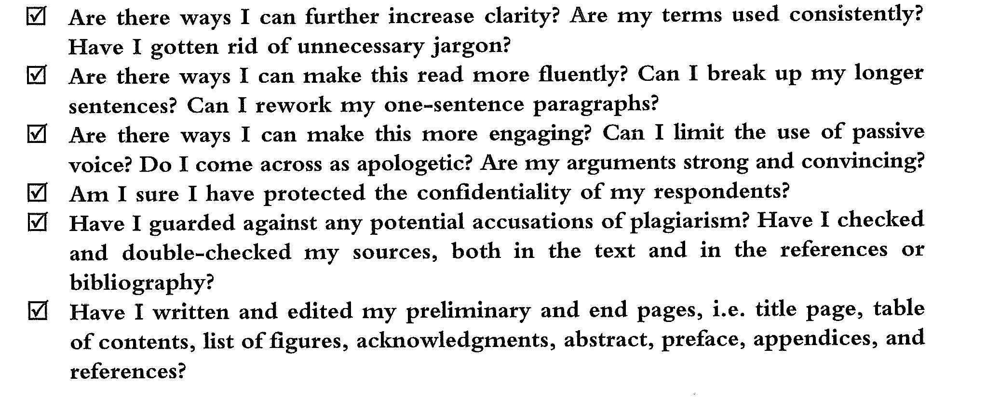 ☑ Are there ways I can further increase clarity? Are my terms used consistently?
Have I gotten rid of unnecessary jargon?
☑ Are there ways I can make this read more fluently? Can I break up my longer
sentences? Can I rework my one-sentence paragraphs?
☑ Are there ways I can make this more engaging? Can I limit the use of passive
voice? Do I come across as apologetic? Are my arguments strong and convincing?
☑ Am I sure I have protected the confidentiality of my respondents?
☑ Have I guarded against any potential accusations of plagiarism? Have I checked
and double-checked my sources, both in the text and in the references or
bibliography?
☑ Have I written and edited my preliminary and end pages, i.e. title page, table
of contents, list of figures, acknowledgments, abstract, preface, appendices, and
references?